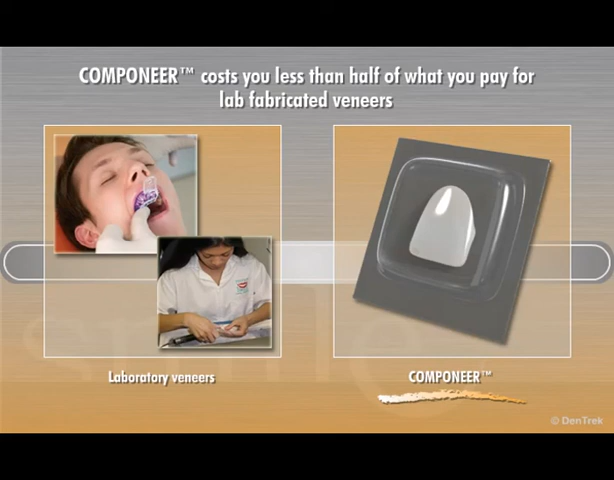 COMPONEER™ costs you less than half of what you pay for
lab fabricated veneers
Laboratory veneers
COMPONEER™
© DenTrek